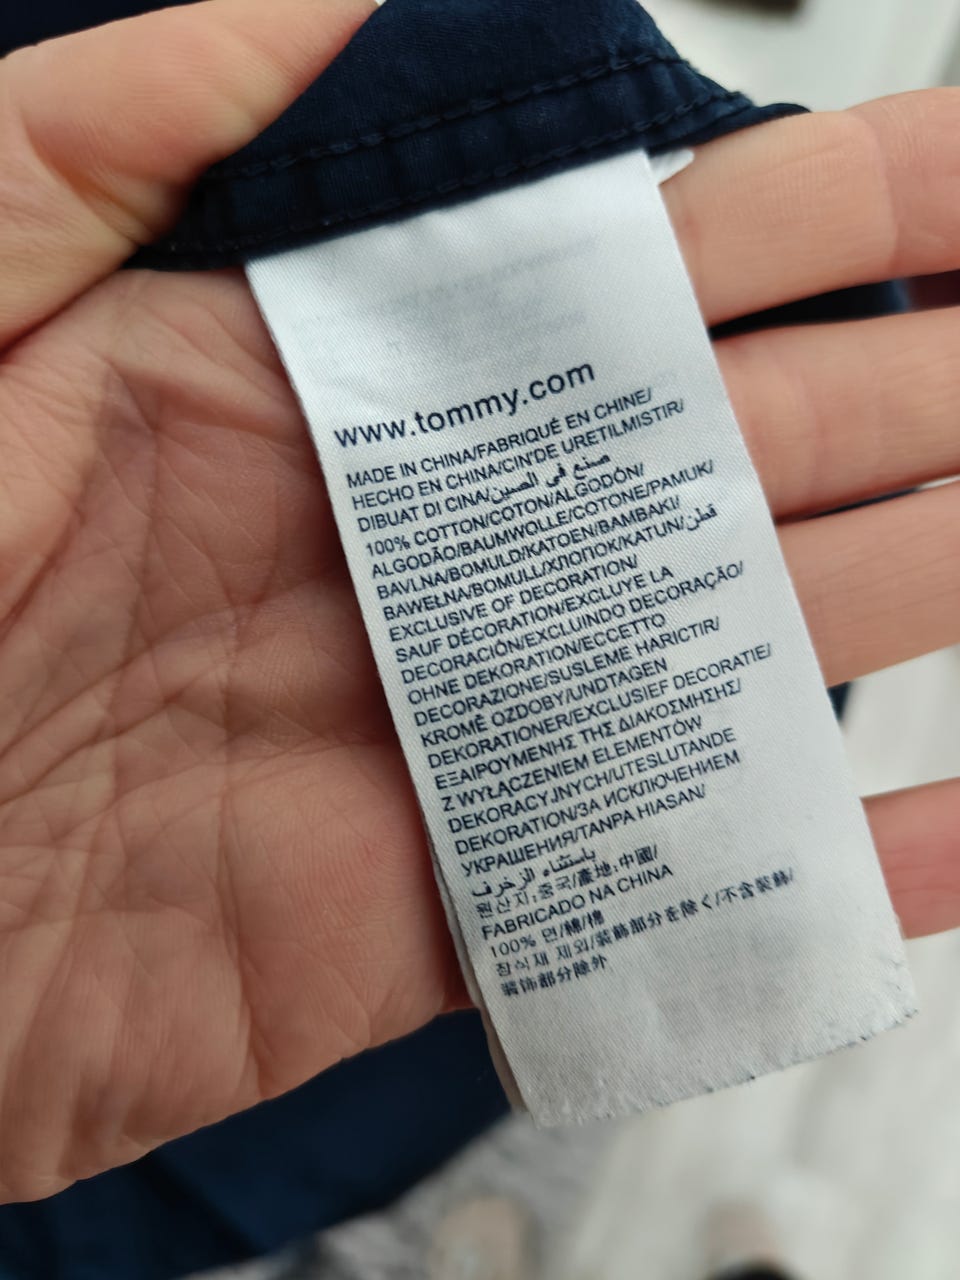 www.tommy.com
MADE IN CHINA/FABRIQUÉ EN CHINE/
HECHO EN CHINA/CIN'DE URETILMISTIR/
DIBUAT DI CINA/صنع في الصين
100% COTTON/COTON/ALGODÓN/
ALGODÃO/BAUMWOLLE/COTONE/PAMUK/
BAVLNA/BOMULD/KATOEN/ΒΑΜΒΑΚΙ/
BAWEŁNA/BOMULL/ХЛОПОК/KATUN/قطن
EXCLUSIVE OF DECORATION/
SAUF DÉCORATION/EXCLUYE LA
DECORACIÓN/EXCLUINDO DECORAÇÃO/
OHNE DEKORATION/ECCETTO
DECORAZIONE/SUSLEME HARICTIR/
KROMĚ OZDOBY/UNDTAGEN
DEKORATIONER/EXCLUSIEF DECORATIE/
ΕΞΑΙΡΟΥΜΕΝΗΣ ΤΗΣ ΔΙΑΚΟΣΜΗΣΗΣ/
Z WYŁĄCZENIEM ELEMENTÓW
DEKORACYJNYCH/UTESLUTANDE
DEKORATION/ЗА ИСКЛЮЧЕНИЕМ
УКРАШЕНИЯ/TANPA HIASAN/
باستثناء الزخرف
원산지:중국/產地:中國/
FABRICADO NA CHINA
100% 면/綿/棉
장식재 제외/装飾部分を除く/不含裝飾/
装饰部分除外